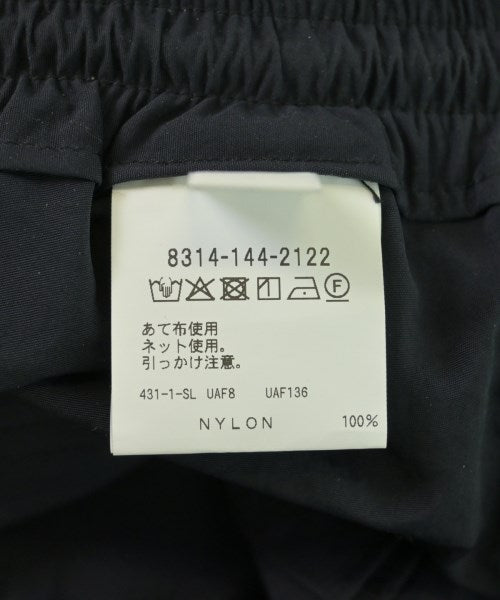 8314-144-2122
F
あて布使用
ネット使用。
引っかけ注意。
431-1-SL UAF8 UAF136
NYLON 100%